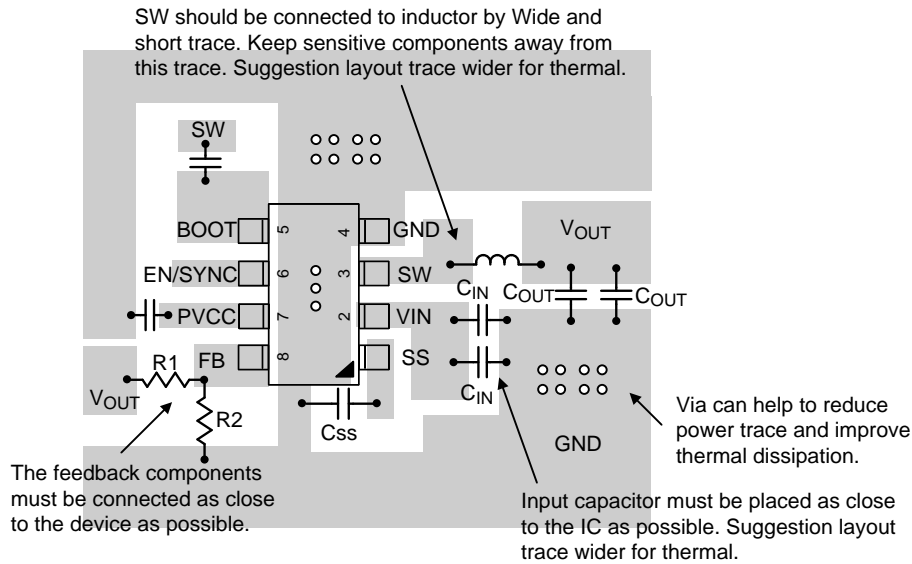 SW should be connected to inductor by Wide and
short trace. Keep sensitive components away from
this trace. Suggestion layout trace wider for thermal.
SW
BOOT 5 4 GND
VOUT
EN/SYNC 6 3 SW
CIN COUT COUT
PVCC 7 2 VIN
R1 FB 8 SS
VOUT
CIN
R2
CSS
Via can help to reduce
power trace and improve
thermal dissipation.
GND
The feedback components
must be connected as close
to the device as possible.
Input capacitor must be placed as close
to the IC as possible. Suggestion layout
trace wider for thermal.